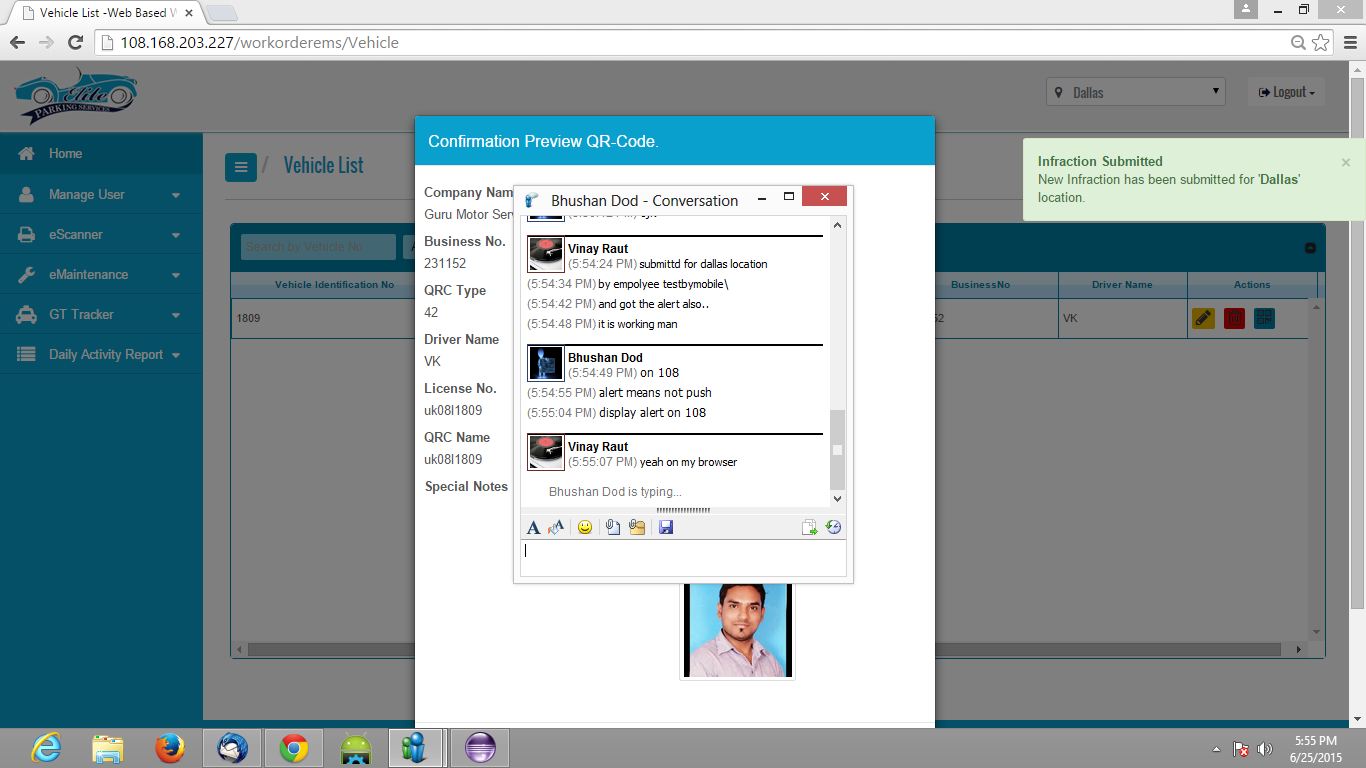 Vehicle List -Web Based
108.168.203.227/workorderems/Vehicle
Elite
PARKING SERVICES
Dallas
Logout
Home
Manage User
eScanner
eMaintenance
GT Tracker
Daily Activity Report
/ Vehicle List
Infraction Submitted
New Infraction has been submitted for 'Dallas'
location.
Search by Vehicle No
Vehicle Identification No
BusinessNo
Driver Name
Actions
1809
VK
Confirmation Preview QR-Code.
Company Nam
Guru Motor Serv
Business No.
231152
QRC Type
42
Driver Name
VK
License No.
uk08l1809
QRC Name
uk08l1809
Special Notes
Bhushan Dod - Conversation
Vinay Raut
(5:54:24 PM) submittd for dallas location
(5:54:34 PM) by empolyee testbymobile\
(5:54:42 PM) and got the alert also..
(5:54:48 PM) it is working man
Bhushan Dod
(5:54:49 PM) on 108
(5:54:55 PM) alert means not push
(5:55:04 PM) display alert on 108
Vinay Raut
(5:55:07 PM) yeah on my browser
Bhushan Dod is typing...
5:55 PM
6/25/2015